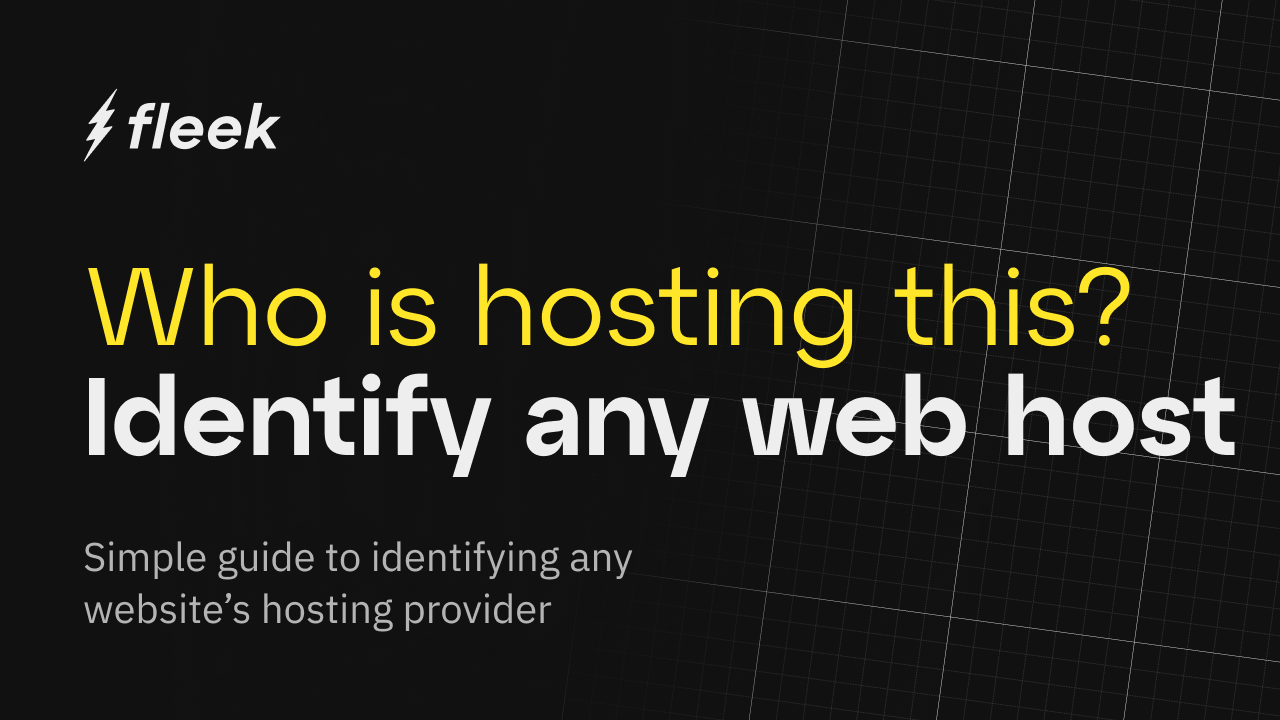 fleek
Who is hosting this?
Identify any web host
Simple guide to identifying any
website’s hosting provider